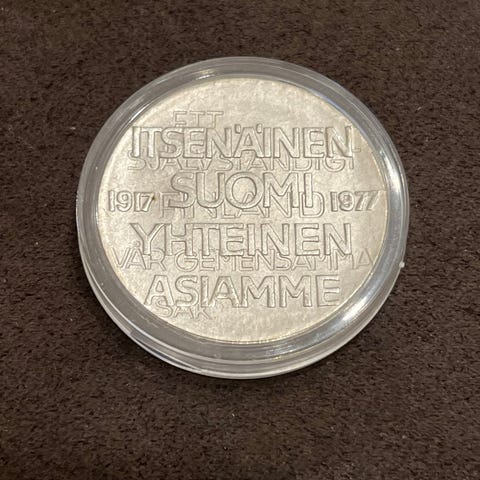 ETT
ITSENÄINEN
SJÄLVSTÄNDIGT
SUOMI
1917 FINLAND 1977
YHTEINEN
VÅR GEMENSAMMA
ASIAMME
SAK